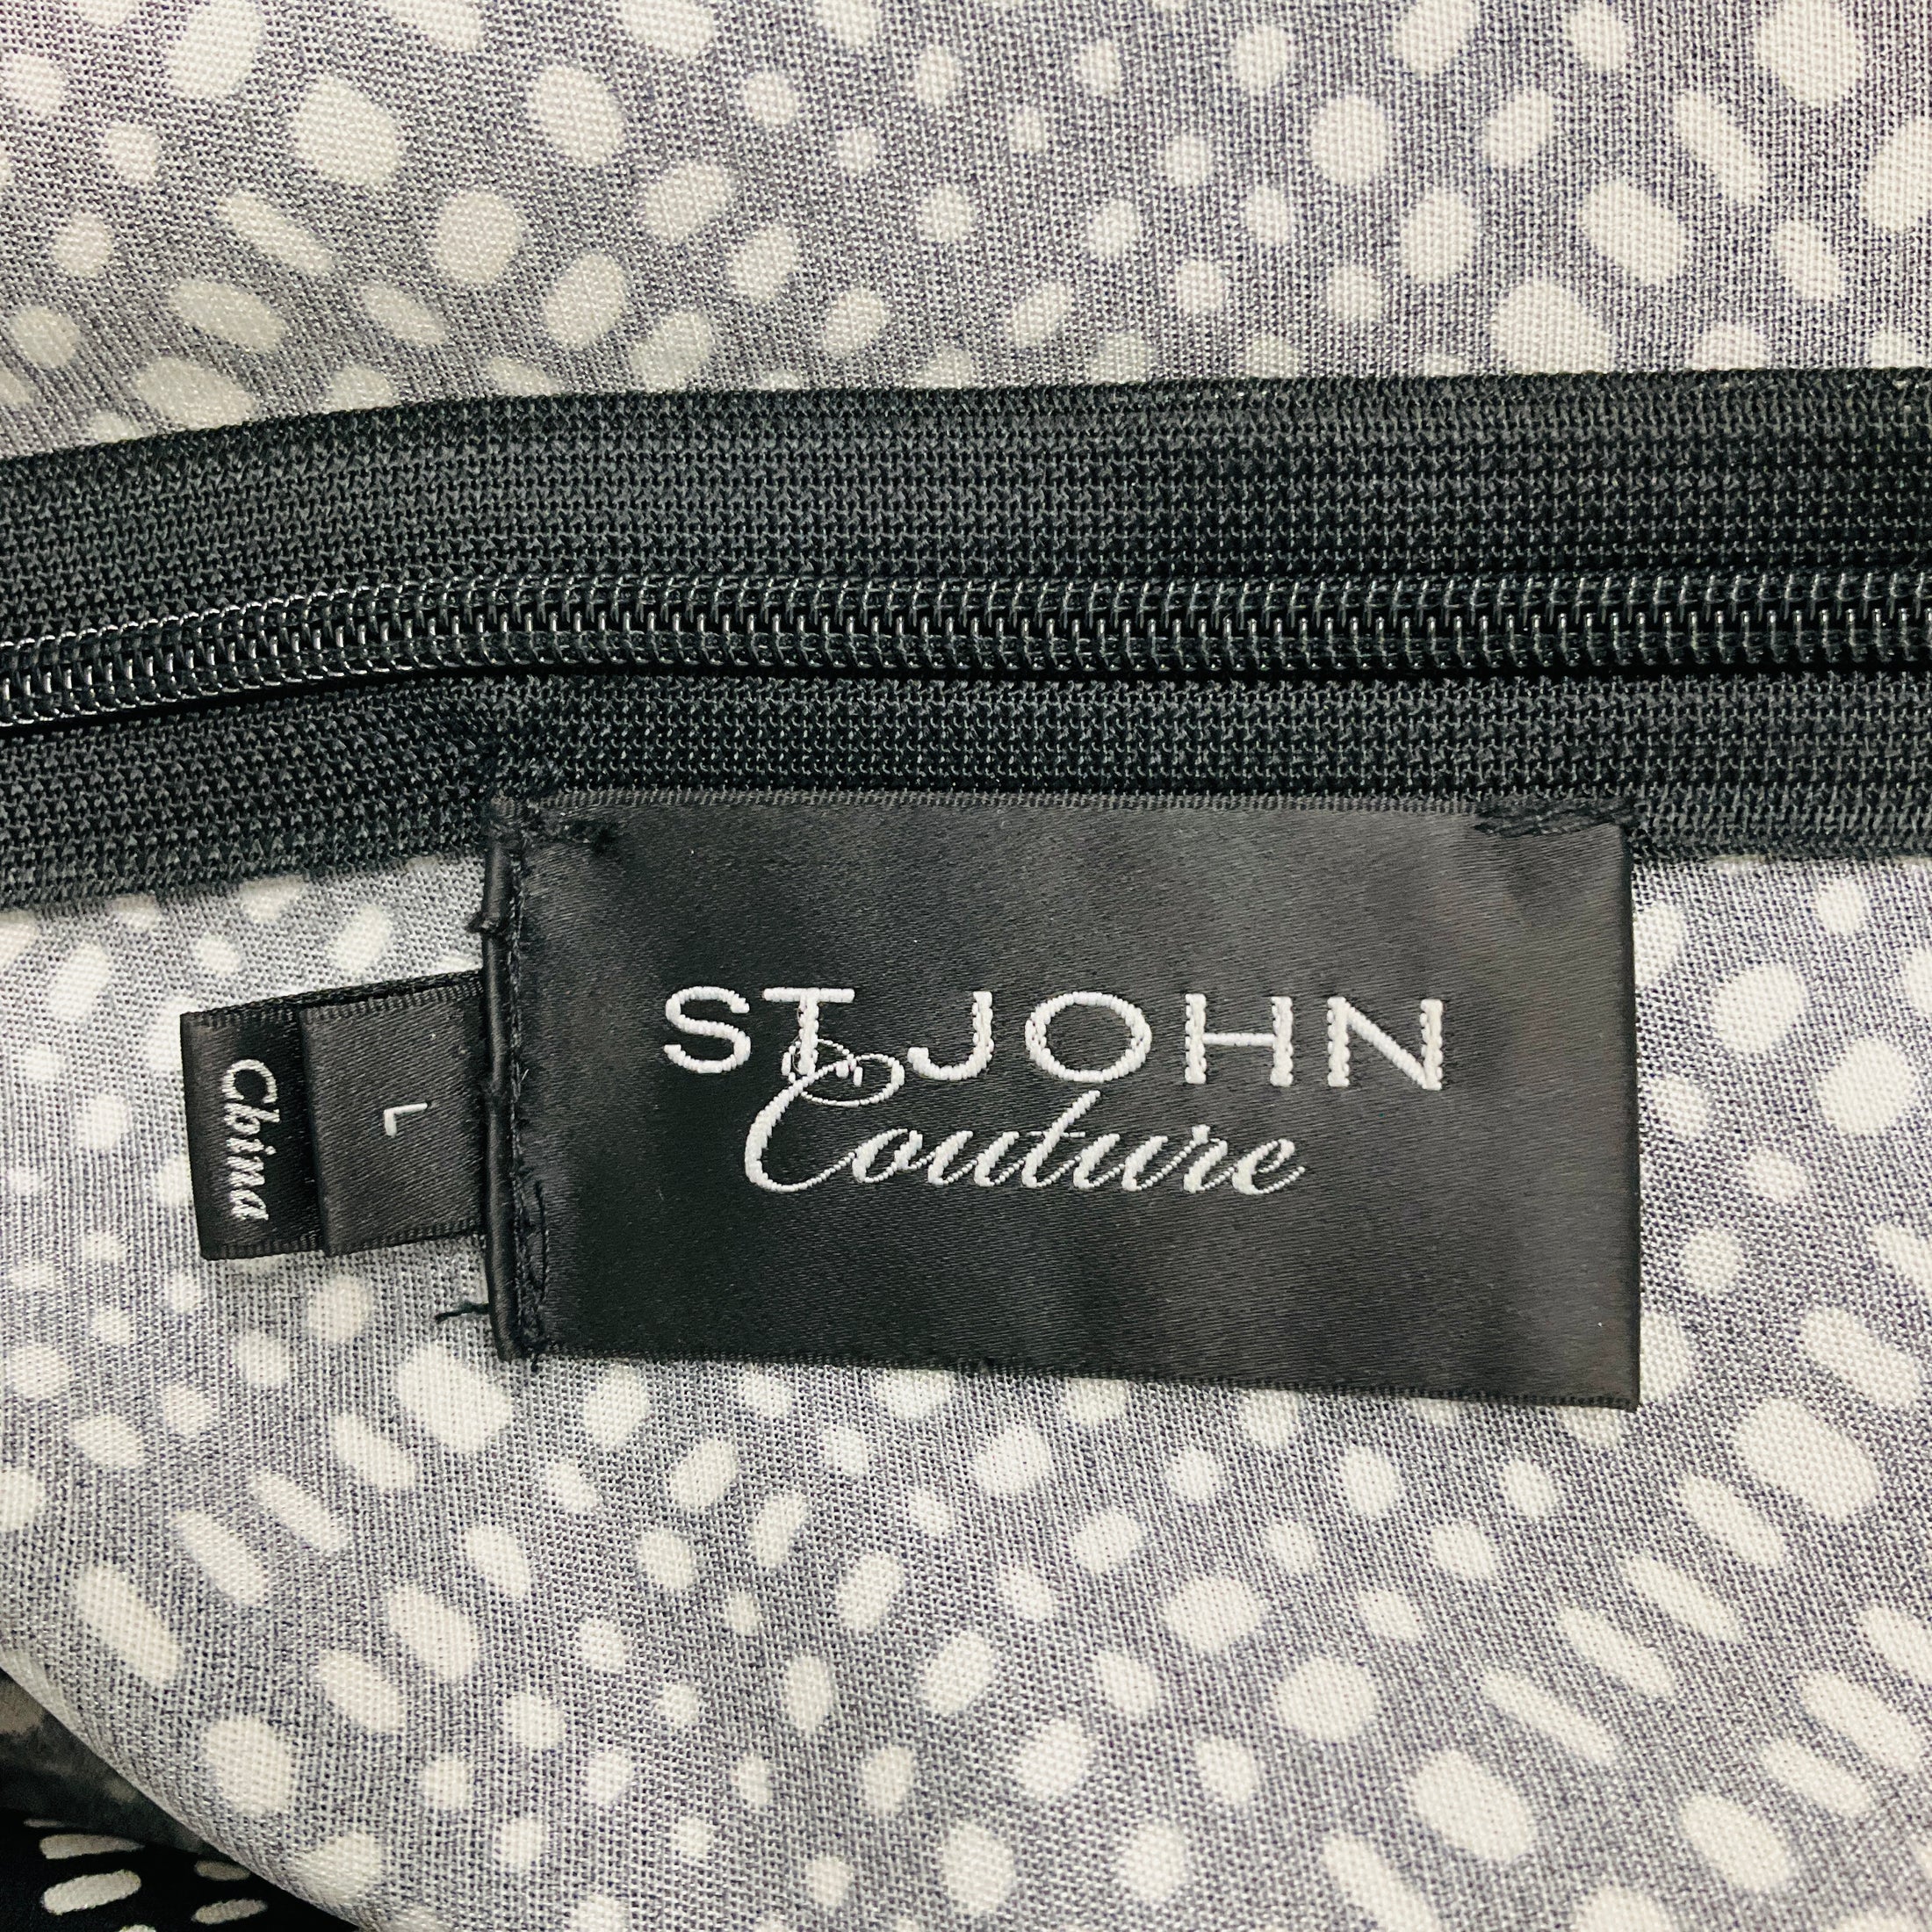 ST. JOHN
Couture
L
China